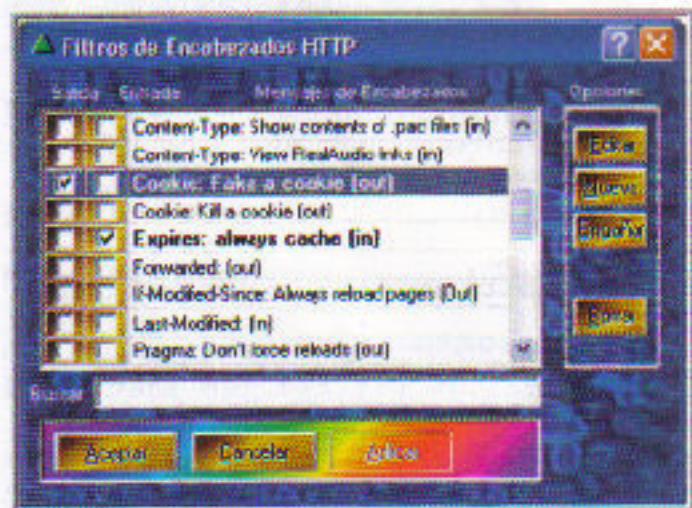 Filtros de Encabezados HTTP
Salida Entrada Mensajes de Encabezados Opciones
Content-Type: Show contents of .pac files (in)
Content-Type: View RealAudio links (in)
Cookie: Fake a cookie (out)
Cookie: Kill a cookie (out)
Expires: always cache (in)
Forwarded: (out)
If-Modified-Since: Always reload pages (Out)
Last-Modified: (In)
Pragma: Don't force reloads (out)
Editar
Nuevo
Engañar
Borrar
Buscar
Aceptar Cancelar Aplicar